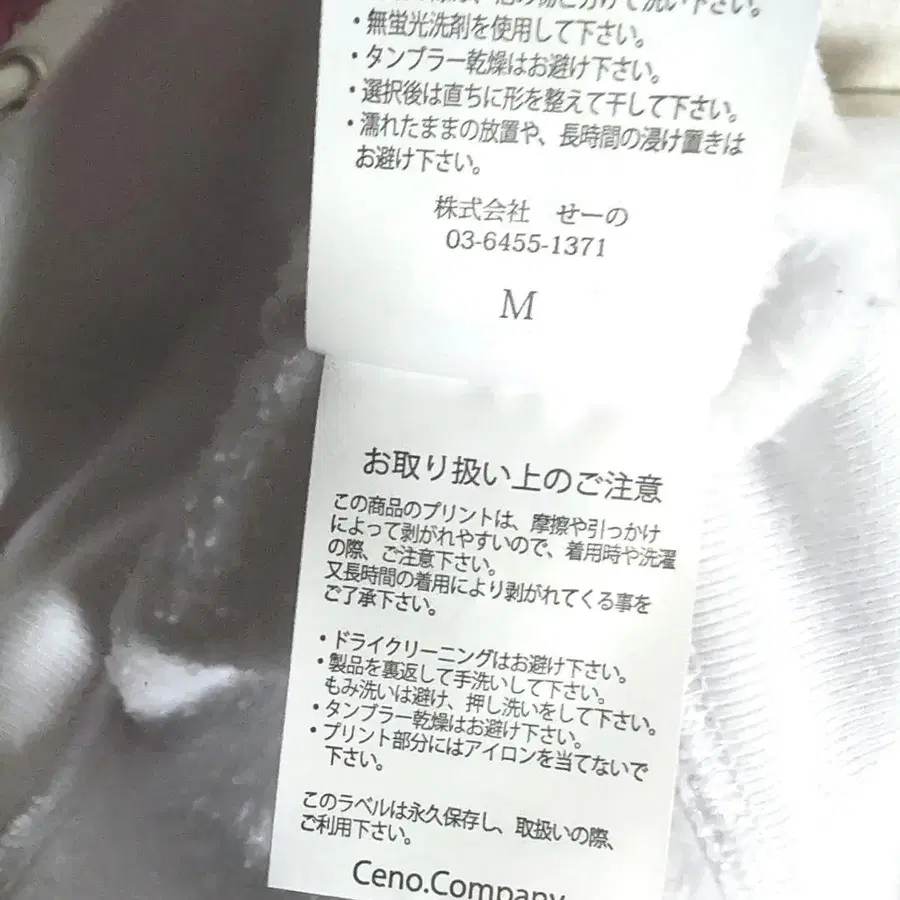 洗い下さい。
・無蛍光洗剤を使用して下さい。
・タンブラー乾燥はお避け下さい。
・選択後は直ちに形を整えて干して下さい。
・濡れたままの放置や、長時間の浸け置きは
お避け下さい。
株式会社 せーの
03-6455-1371
M
お取り扱い上のご注意
この商品のプリントは、摩擦や引っかけ
によって剥がれやすいので、着用時や洗濯
の際、ご注意下さい。
又長時間の着用により剥がれてくる事を
ご了承下さい。
・ドライクリーニングはお避け下さい。
・製品を裏返して手洗いして下さい。
もみ洗いは避け、押し洗いをして下さい。
・タンブラー乾燥はお避け下さい。
・プリント部分にはアイロンを当てないで
下さい。
このラベルは永久保存し、取扱いの際、
ご利用下さい。
Ceno.Company